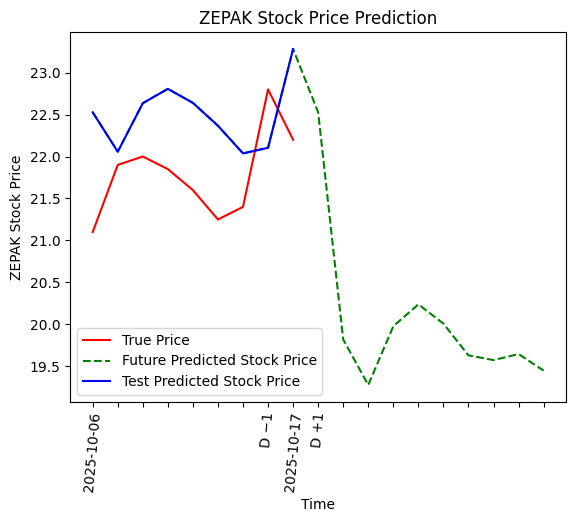 ZEPAK Stock Price Prediction
ZEPAK Stock Price
23.0
22.5
22.0
21.5
21.0
20.5
20.0
19.5
True Price
Future Predicted Stock Price
Test Predicted Stock Price
2025-10-06
D −1
2025-10-17
D +1
Time